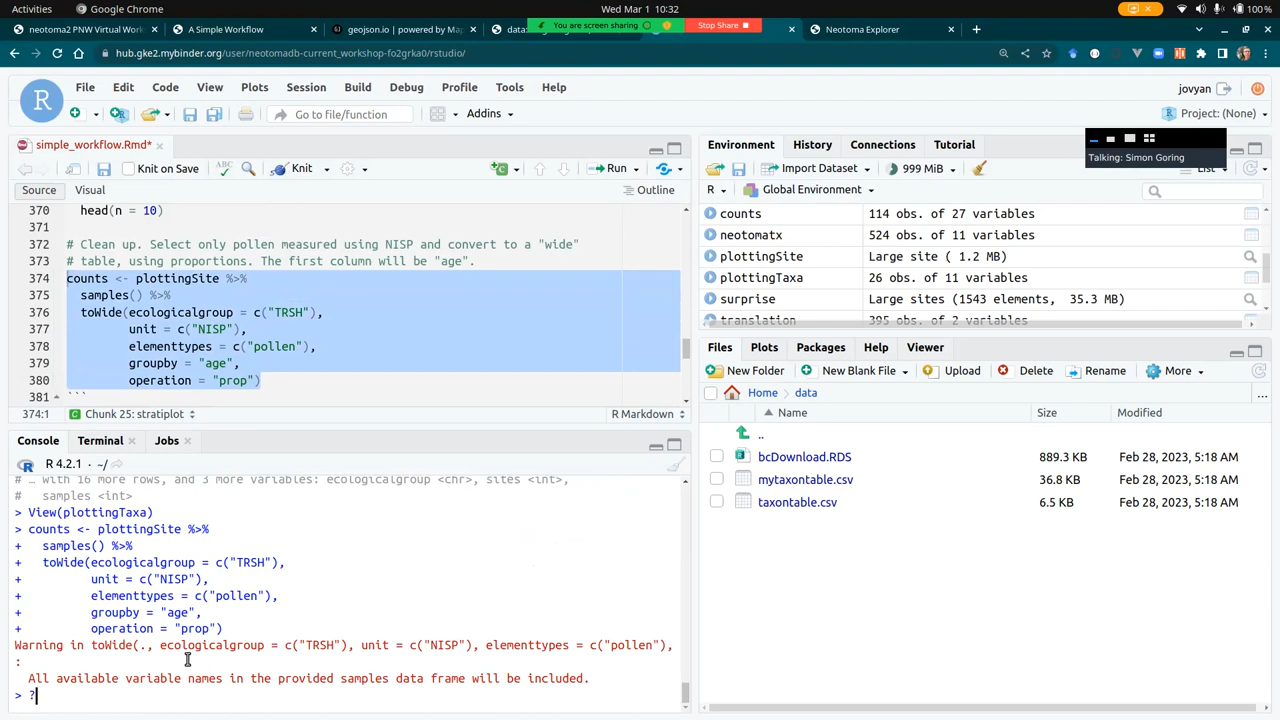 Activities
Google Chrome
Wed Mar 1 10:32
100 %
neotoma2 PNW Virtual Work
A Simple Workflow
geojson.io | powered by Map
data:
You are screen sharing
Stop Share
Neotoma Explorer
hub.gke2.mybinder.org/user/neotomadb-current_workshop-fo2grka0/rstudio/
R
File Edit Code View Plots Session Build Debug Profile Tools Help
jovyan
Go to file/function
Addins
Project: (None)
Talking: Simon Goring
simple_workflow.Rmd*
Knit on Save
ABC
Knit
Run
Source
Visual
Outline
370 head(n = 10)
371
372 # Clean up. Select only pollen measured using NISP and convert to a "wide"
373 # table, using proportions. The first column will be "age".
374 counts <- plottingSite %>%
375 samples() %>%
376 toWide(ecologicalgroup = c("TRSH"),
377 unit = c("NISP"),
378 elementtypes = c("pollen"),
379 groupby = "age",
380 operation = "prop")
381 ```
374:1
Chunk 25: stratiplot
R Markdown
Console
Terminal
Jobs
R 4.2.1 · ~/
# … with 16 more rows, and 3 more variables: ecologicalgroup <chr>, sites <int>,
# samples <int>
> View(plottingTaxa)
> counts <- plottingSite %>%
+ samples() %>%
+ toWide(ecologicalgroup = c("TRSH"),
+ unit = c("NISP"),
+ elementtypes = c("pollen"),
+ groupby = "age",
+ operation = "prop")
Warning in toWide(., ecologicalgroup = c("TRSH"), unit = c("NISP"), elementtypes = c("pollen"),
:
All available variable names in the provided samples data frame will be included.
> ?
Environment
History
Connections
Tutorial
Import Dataset
999 MiB
List
R
Global Environment
counts 114 obs. of 27 variables
neotomatx 524 obs. of 11 variables
plottingSite Large site ( 1.2 MB)
plottingTaxa 26 obs. of 11 variables
surprise Large sites (1543 elements, 35.3 MB)
translation 395 obs. of 2 variables
Files
Plots
Packages
Help
Viewer
New Folder
New Blank File
Upload
Delete
Rename
More
Home
data
...
Name
Size
Modified
..
bcDownload.RDS 889.3 KB Feb 28, 2023, 5:18 AM
mytaxontable.csv 36.8 KB Feb 28, 2023, 5:18 AM
taxontable.csv 6.5 KB Feb 28, 2023, 5:18 AM